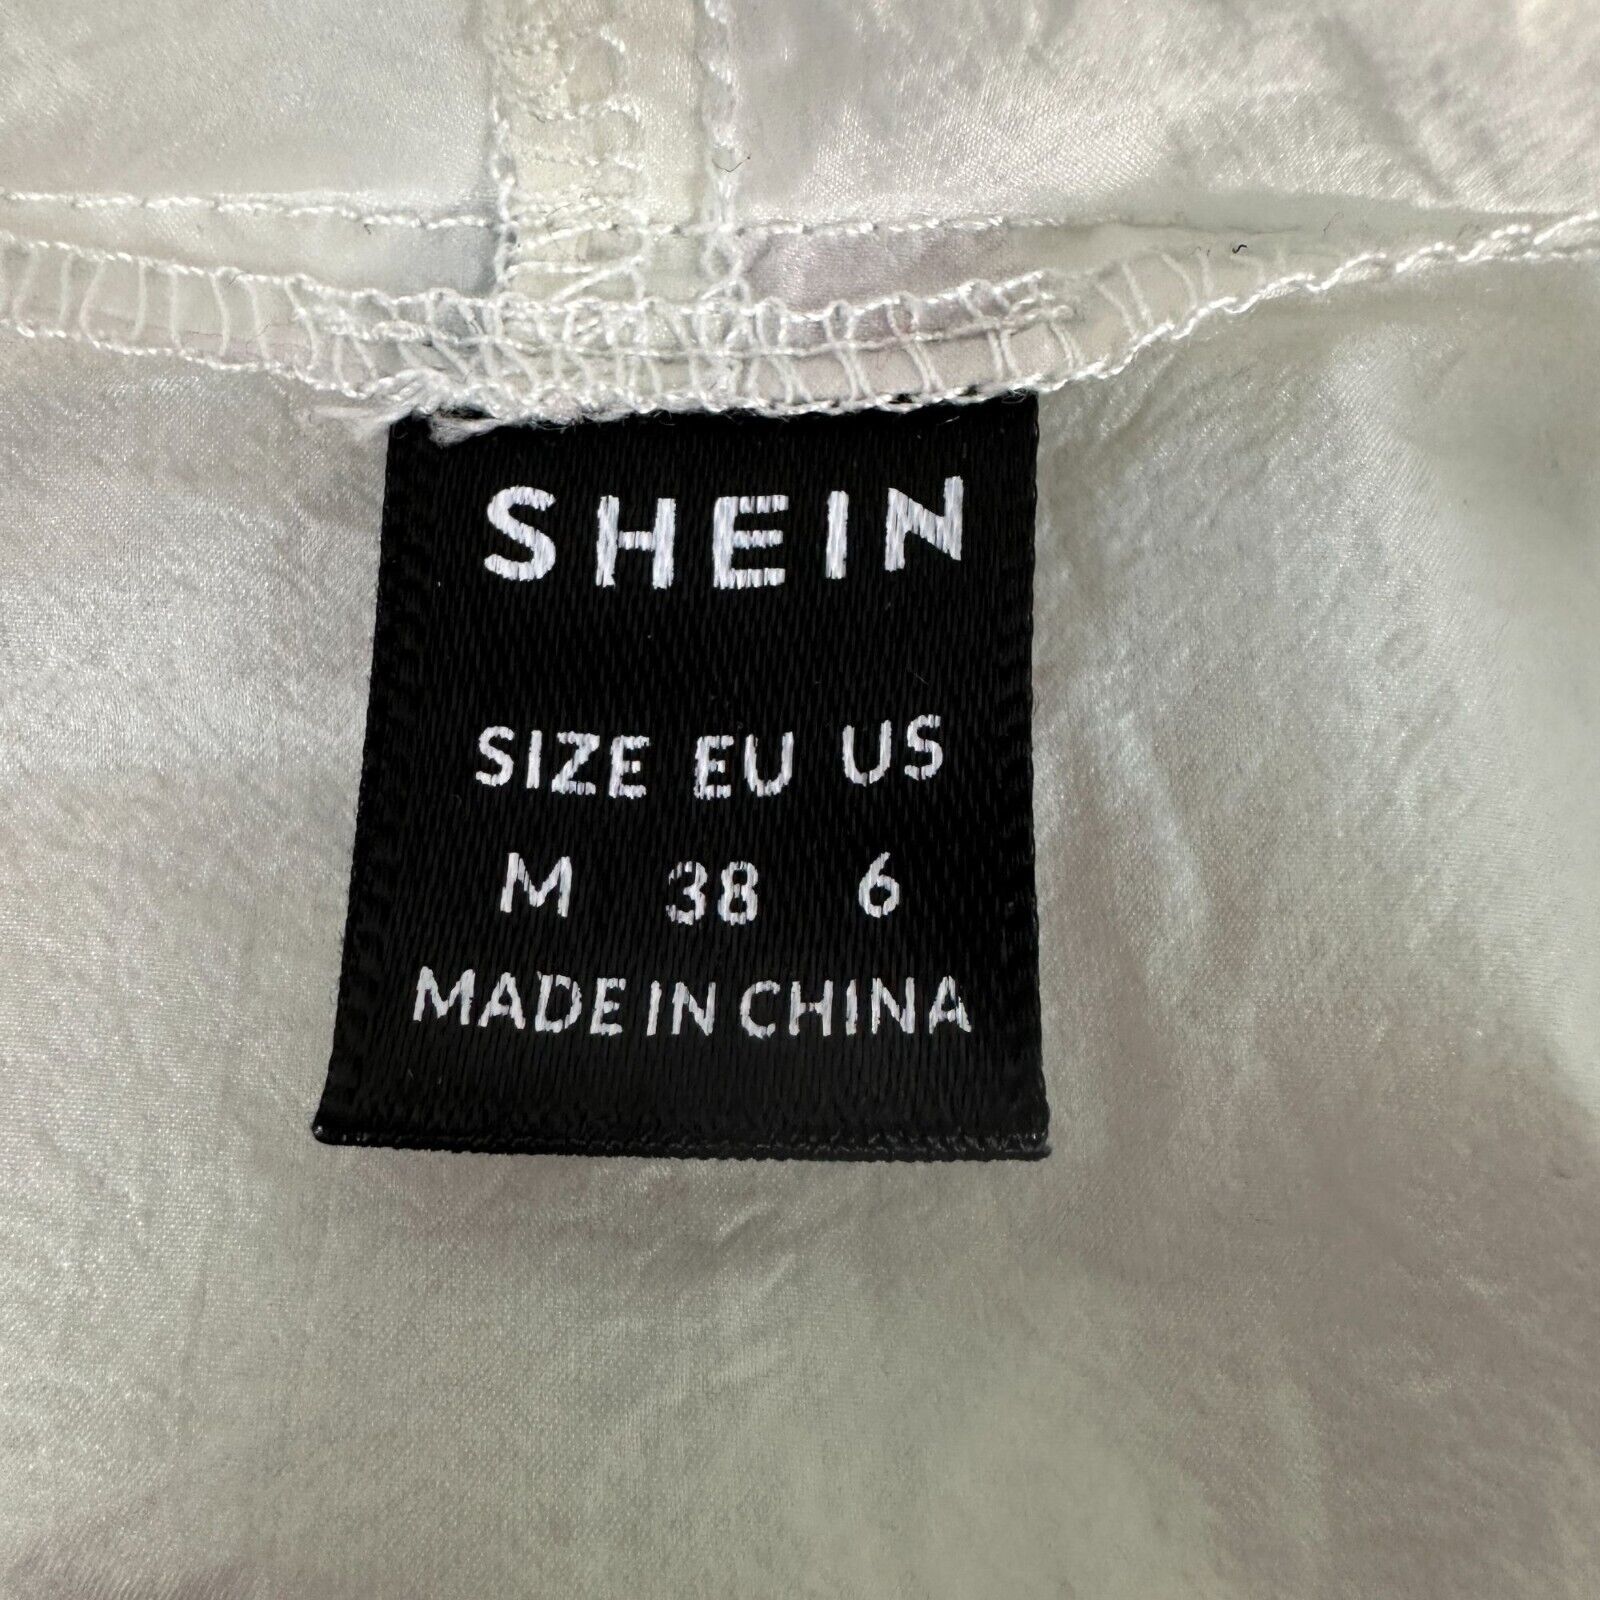 SHEIN
SIZE EU US
M 38 6
MADE IN CHINA